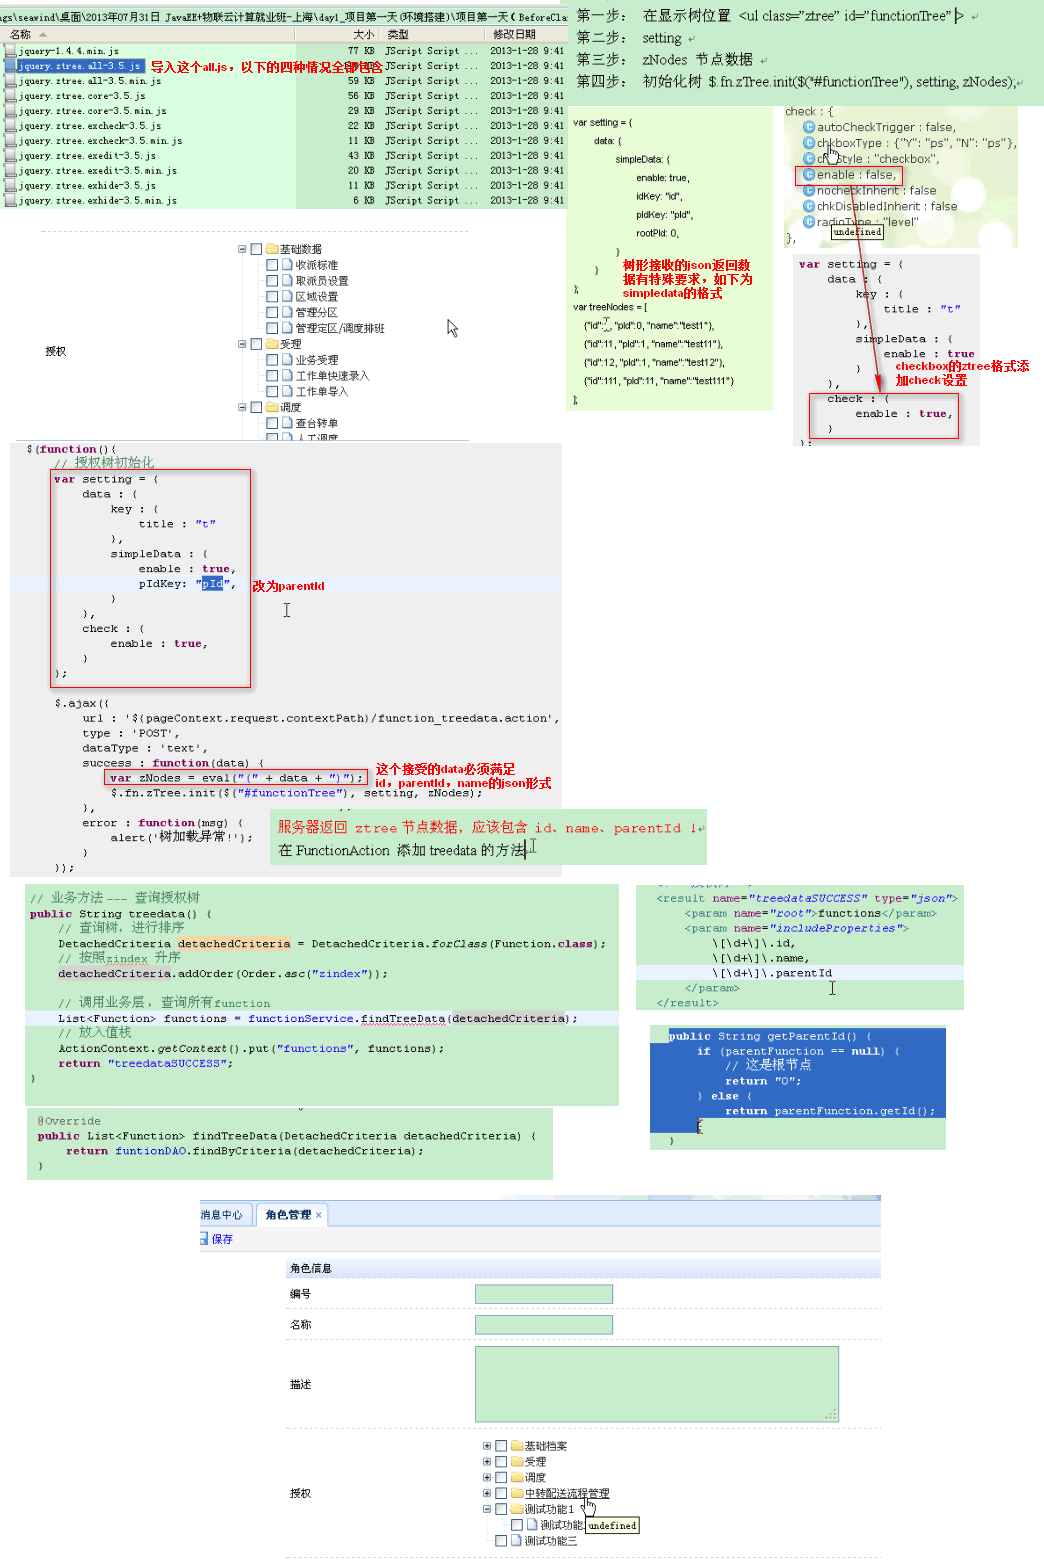 gs\seawind\桌面\2013年07月31日 JavaEE+物联云计算就业班-上海\day1_项目第一天(环境搭建)\项目第一天(BeforeCla
名称 大小 类型 修改日期
jquery-1.4.4.min.js 77 KB JScript Script ... 2013-1-28 9:41
jquery.ztree.all-3.5.js JScript Script ... 2013-1-28 9:41
导入这个all.js，以下的四种情况全部包含
jquery.ztree.all-3.5.min.js 59 KB JScript Script ... 2013-1-28 9:41
jquery.ztree.core-3.5.js 56 KB JScript Script ... 2013-1-28 9:41
jquery.ztree.core-3.5.min.js 29 KB JScript Script ... 2013-1-28 9:41
jquery.ztree.excheck-3.5.js 22 KB JScript Script ... 2013-1-28 9:41
jquery.ztree.excheck-3.5.min.js 11 KB JScript Script ... 2013-1-28 9:41
jquery.ztree.exedit-3.5.js 43 KB JScript Script ... 2013-1-28 9:41
jquery.ztree.exedit-3.5.min.js 20 KB JScript Script ... 2013-1-28 9:41
jquery.ztree.exhide-3.5.js 11 KB JScript Script ... 2013-1-28 9:41
jquery.ztree.exhide-3.5.min.js 6 KB JScript Script ... 2013-1-28 9:41
第一步： 在显示树位置 <ul class="ztree" id="functionTree" >
第二步： setting
第三步： zNodes 节点数据
第四步： 初始化树 $.fn.zTree.init($("#functionTree"), setting, zNodes);
var setting = {
data: {
simpleData: {
enable: true,
idKey: "id",
pIdKey: "pId",
rootPId: 0,
}
}
};
树形接收的json返回数
据有特殊要求，如下为
simpledata的格式
var treeNodes = [
{"id":1, "pId":0, "name":"test1"},
{"id":11, "pId":1, "name":"test11"},
{"id":12, "pId":1, "name":"test12"},
{"id":111, "pId":11, "name":"test111"}
];
check : {
autoCheckTrigger : false,
chkboxType : {"Y": "ps", "N": "ps"},
chkStyle : "checkbox",
enable : false,
nocheckInherit : false
chkDisabledInherit : false
radioType : "level"
undefined
},
var setting = {
data : {
key : {
title : "t"
},
simpleData : {
enable : true
}
},
check : {
enable : true,
}
};
checkbox的ztree格式添
加check设置
授权
基础数据
收派标准
取派员设置
区域设置
管理分区
管理定区/调度排班
受理
业务受理
工作单快速录入
工作单导入
调度
查台转单
人工调度
$(function(){
// 授权树初始化
var setting = {
data : {
key : {
title : "t"
},
simpleData : {
enable : true,
pIdKey: "pId",
改为parentId
}
},
check : {
enable : true,
}
};
$.ajax({
url : '${pageContext.request.contextPath}/function_treedata.action',
type : 'POST',
dataType : 'text',
success : function(data) {
var zNodes = eval("(" + data + ")");
$.fn.zTree.init($("#functionTree"), setting, zNodes);
},
error : function(msg) {
alert('树加载异常!');
}
});
这个接受的data必须满足
id，parentId，name的json形式
服务器返回 ztree 节点数据，应该包含 id、name、parentId !
在 FunctionAction 添加 treedata 的方法
// 业务方法 --- 查询授权树
public String treedata() {
// 查询树，进行排序
DetachedCriteria detachedCriteria = DetachedCriteria.forClass(Function.class);
// 按照zindex 升序
detachedCriteria.addOrder(Order.asc("zindex"));
// 调用业务层，查询所有function
List<Function> functions = functionService.findTreeData(detachedCriteria);
// 放入值栈
ActionContext.getContext().put("functions", functions);
return "treedataSUCCESS";
}
<result name="treedataSUCCESS" type="json">
<param name="root">functions</param>
<param name="includeProperties">
\[\d+\]\.id,
\[\d+\]\.name,
\[\d+\]\.parentId
</param>
</result>
public String getParentId() {
if (parentFunction == null) {
// 这是根节点
return "0";
} else {
return parentFunction.getId();
}
}
@Override
public List<Function> findTreeData(DetachedCriteria detachedCriteria) {
return funtionDAO.findByCriteria(detachedCriteria);
}
消息中心 角色管理 ×
保存
角色信息
编号
名称
描述
授权
基础档案
受理
调度
中转配送流程管理
测试功能1
测试功能
undefined
测试功能三